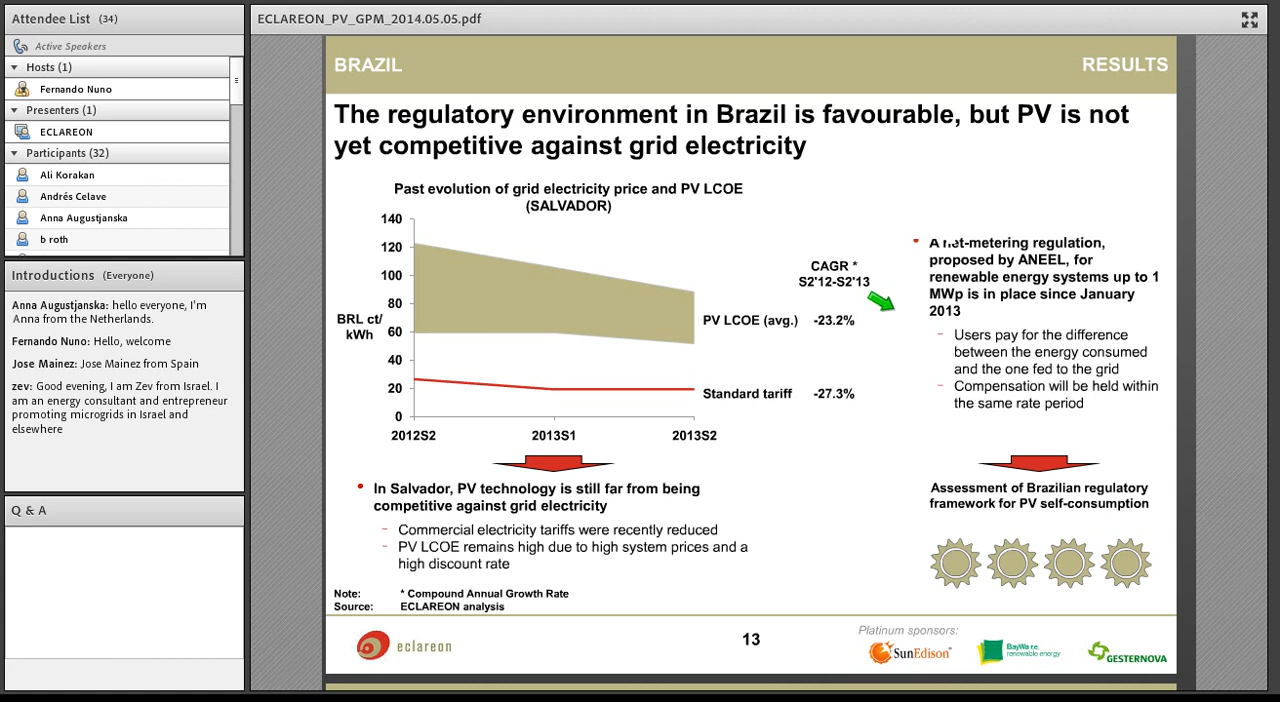 Attendee List (34)
Active Speakers
Hosts (1)
Fernando Nuno
Presenters (1)
ECLAREON
Participants (32)
Ali Korakan
Andrés Celave
Anna Augustjanska
b roth
Introductions (Everyone)
Anna Augustjanska: hello everyone, I'm
Anna from the Netherlands.
Fernando Nuno: Hello, welcome
Jose Mainez: Jose Mainez from Spain
zev: Good evening, I am Zev from Israel. I
am an energy consultant and entrepreneur
promoting microgrids in Israel and
elsewhere
Q & A
ECLAREON_PV_GPM_2014.05.05.pdf
BRAZIL
RESULTS
The regulatory environment in Brazil is favourable, but PV is not
yet competitive against grid electricity
Past evolution of grid electricity price and PV LCOE
(SALVADOR)
140
120
100
80
60
40
20
0
BRL ct/
kWh
2012S2
2013S1
2013S2
CAGR *
S2'12-S2'13
PV LCOE (avg.) -23.2%
Standard tariff -27.3%
• In Salvador, PV technology is still far from being
competitive against grid electricity
– Commercial electricity tariffs were recently reduced
– PV LCOE remains high due to high system prices and a
high discount rate
• A net-metering regulation,
proposed by ANEEL, for
renewable energy systems up to 1
MWp is in place since January
2013
– Users pay for the difference
between the energy consumed
and the one fed to the grid
– Compensation will be held within
the same rate period
Assessment of Brazilian regulatory
framework for PV self-consumption
Note: * Compound Annual Growth Rate
Source: ECLAREON analysis
eclareon
13
Platinum sponsors:
SunEdison
BayWa r.e.
renewable energy
GESTERNOVA